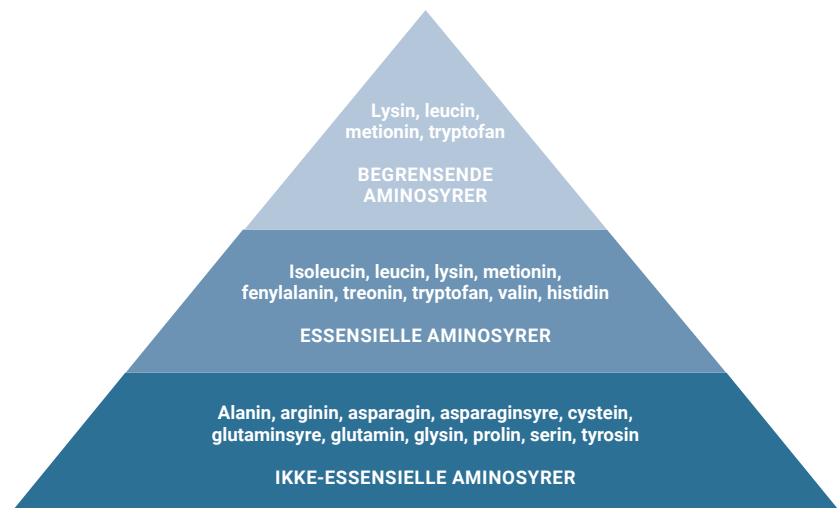 Lysin, leucin,
metionin, tryptofan
BEGRENSENDE
AMINOSYRER
Isoleucin, leucin, lysin, metionin,
fenylalanin, treonin, tryptofan, valin, histidin
ESSENSIELLE AMINOSYRER
Alanin, arginin, asparagin, asparaginsyre, cystein,
glutaminsyre, glutamin, glysin, prolin, serin, tyrosin
IKKE-ESSENSIELLE AMINOSYRER